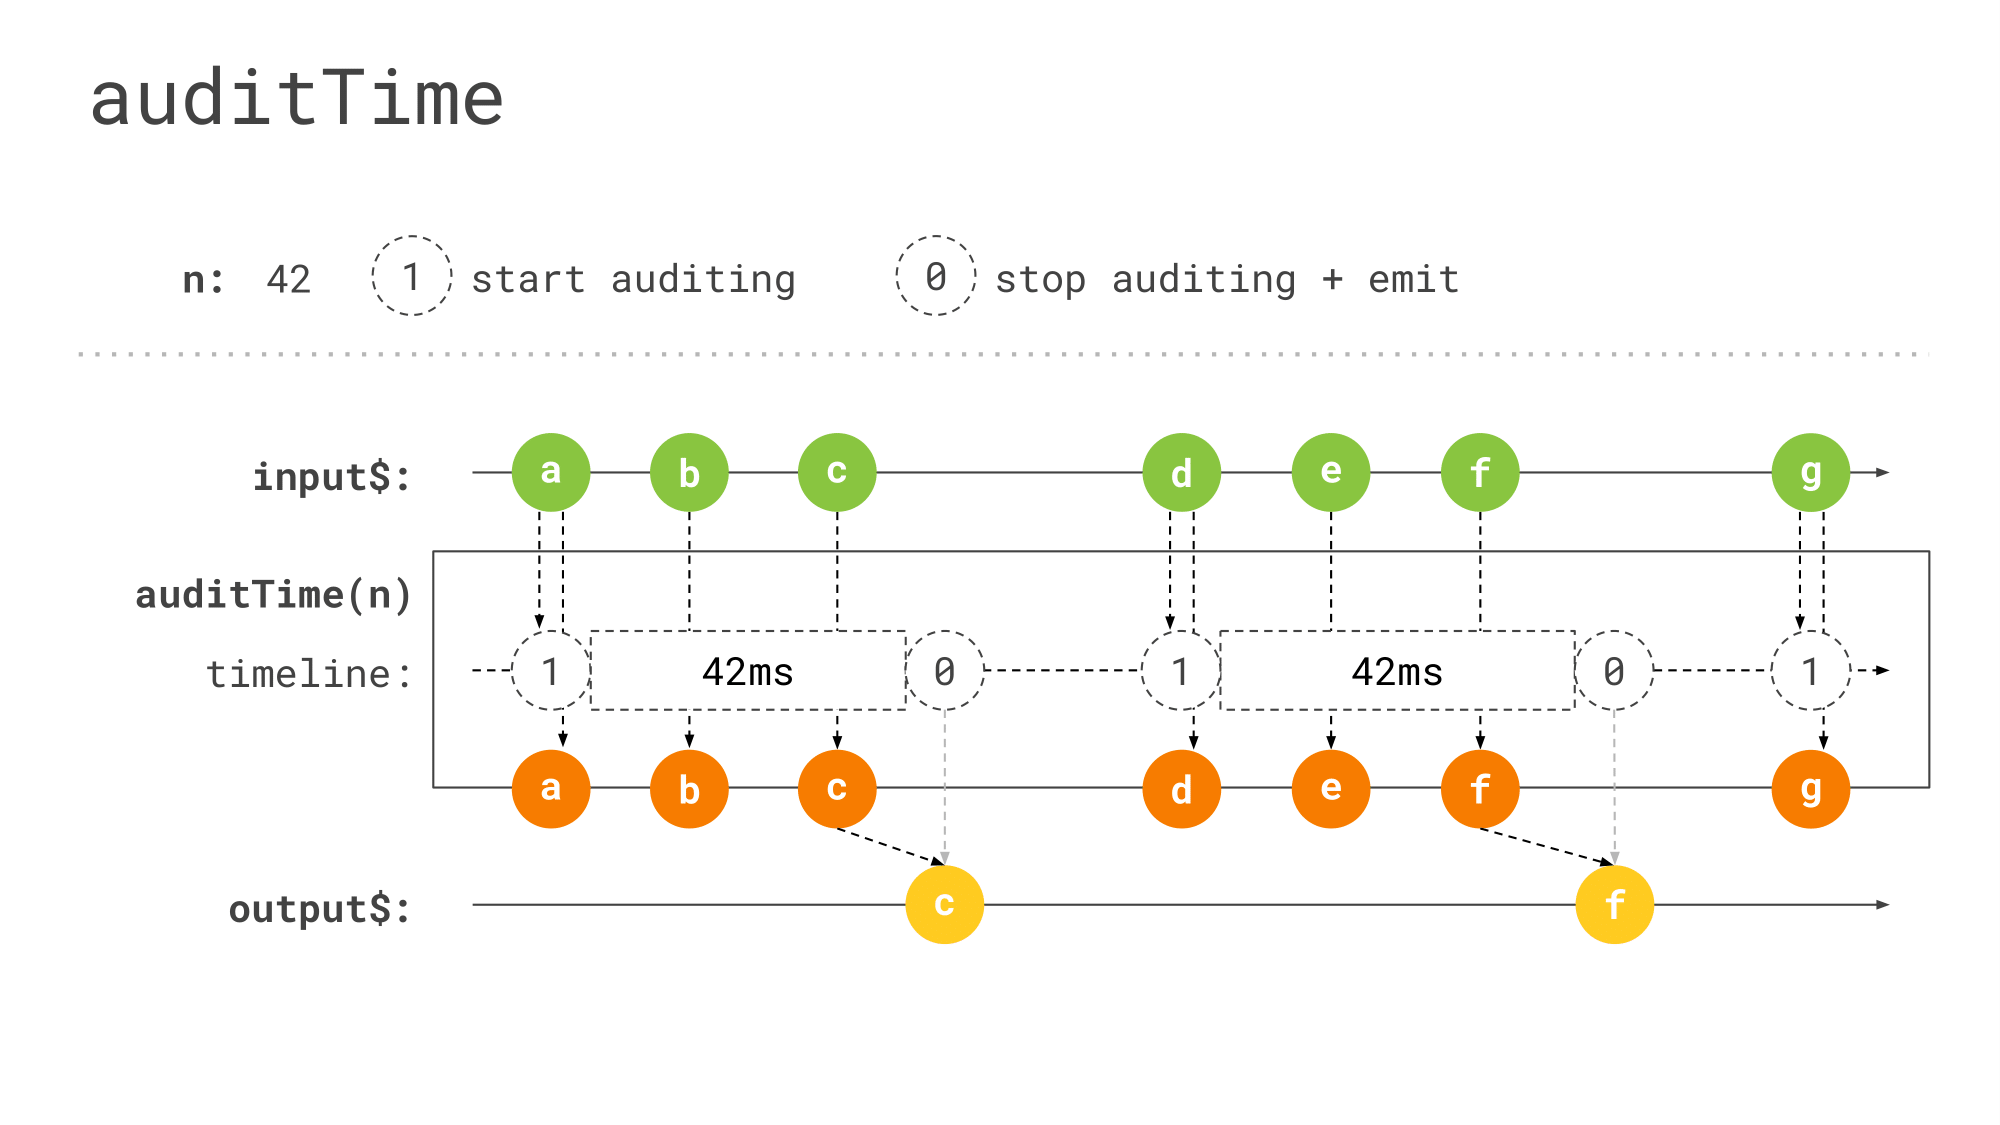 auditTime
n: 42 1 start auditing 0 stop auditing + emit
input$: a b c d e f g
auditTime(n)
timeline: 1 42ms 0 1 42ms 0 1
a b c d e f g
output$: c f